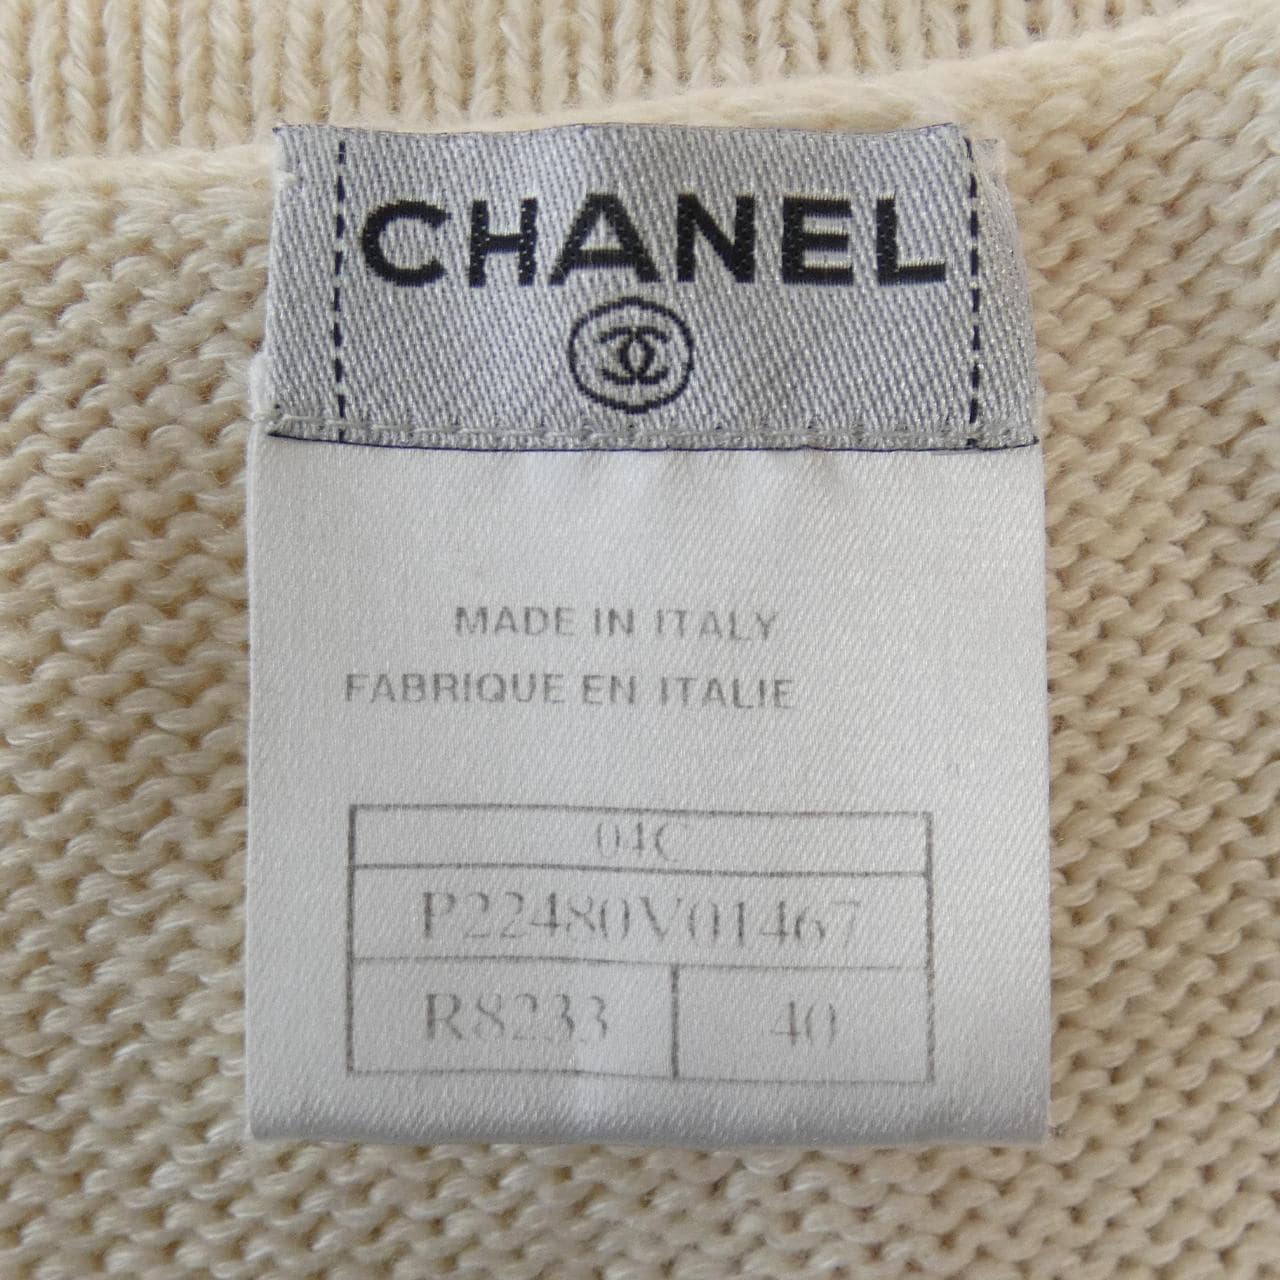 CHANEL
MADE IN ITALY
FABRIQUE EN ITALIE
04C
P22480V01467
R8233 40